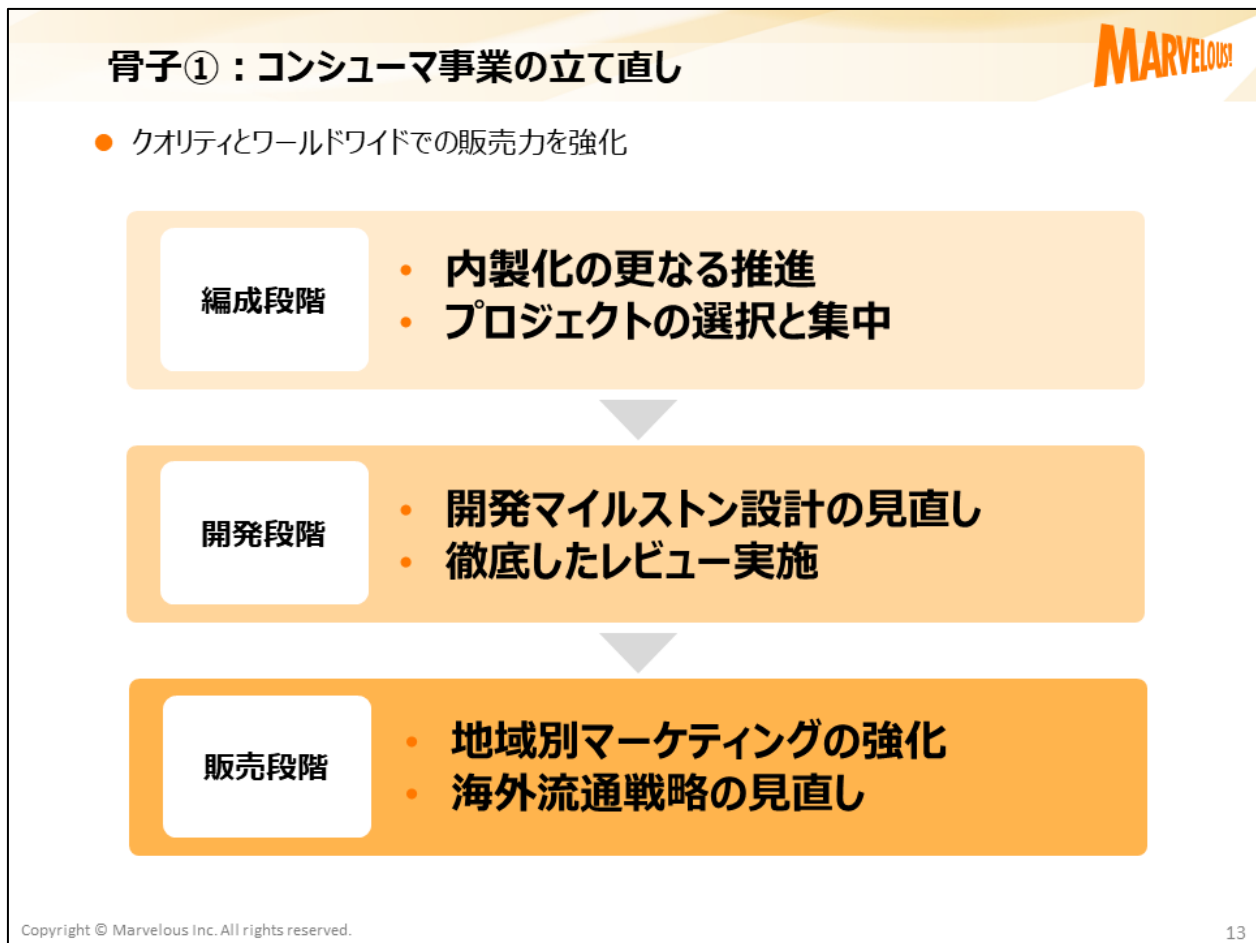 骨子①：コンシューマ事業の立て直し
MARVELOUS!
● クオリティとワールドワイドでの販売力を強化
編成段階
• 内製化の更なる推進
• プロジェクトの選択と集中
開発段階
• 開発マイルストン設計の見直し
• 徹底したレビュー実施
販売段階
• 地域別マーケティングの強化
• 海外流通戦略の見直し
Copyright © Marvelous Inc. All rights reserved.
13